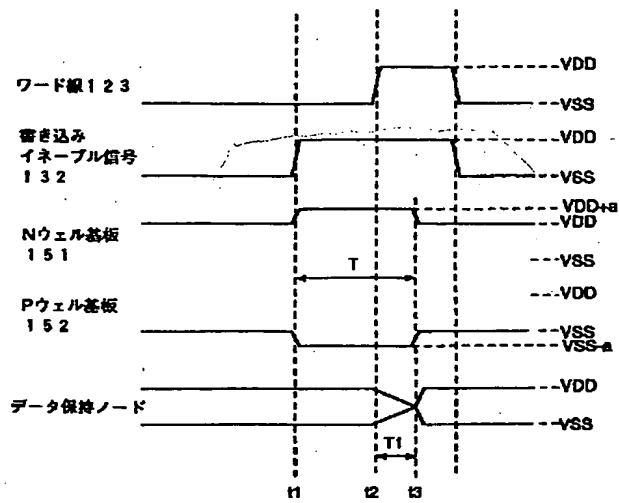 ワード線123
VDD
VSS
書き込み
イネーブル信号
132
VDD
VSS
Nウェル基板
151
VDD+a
VDD
VSS
T
VDD
Pウェル基板
152
VSS
VSS-a
データ保持ノード
VDD
VSS
T1
t1
t2
t3